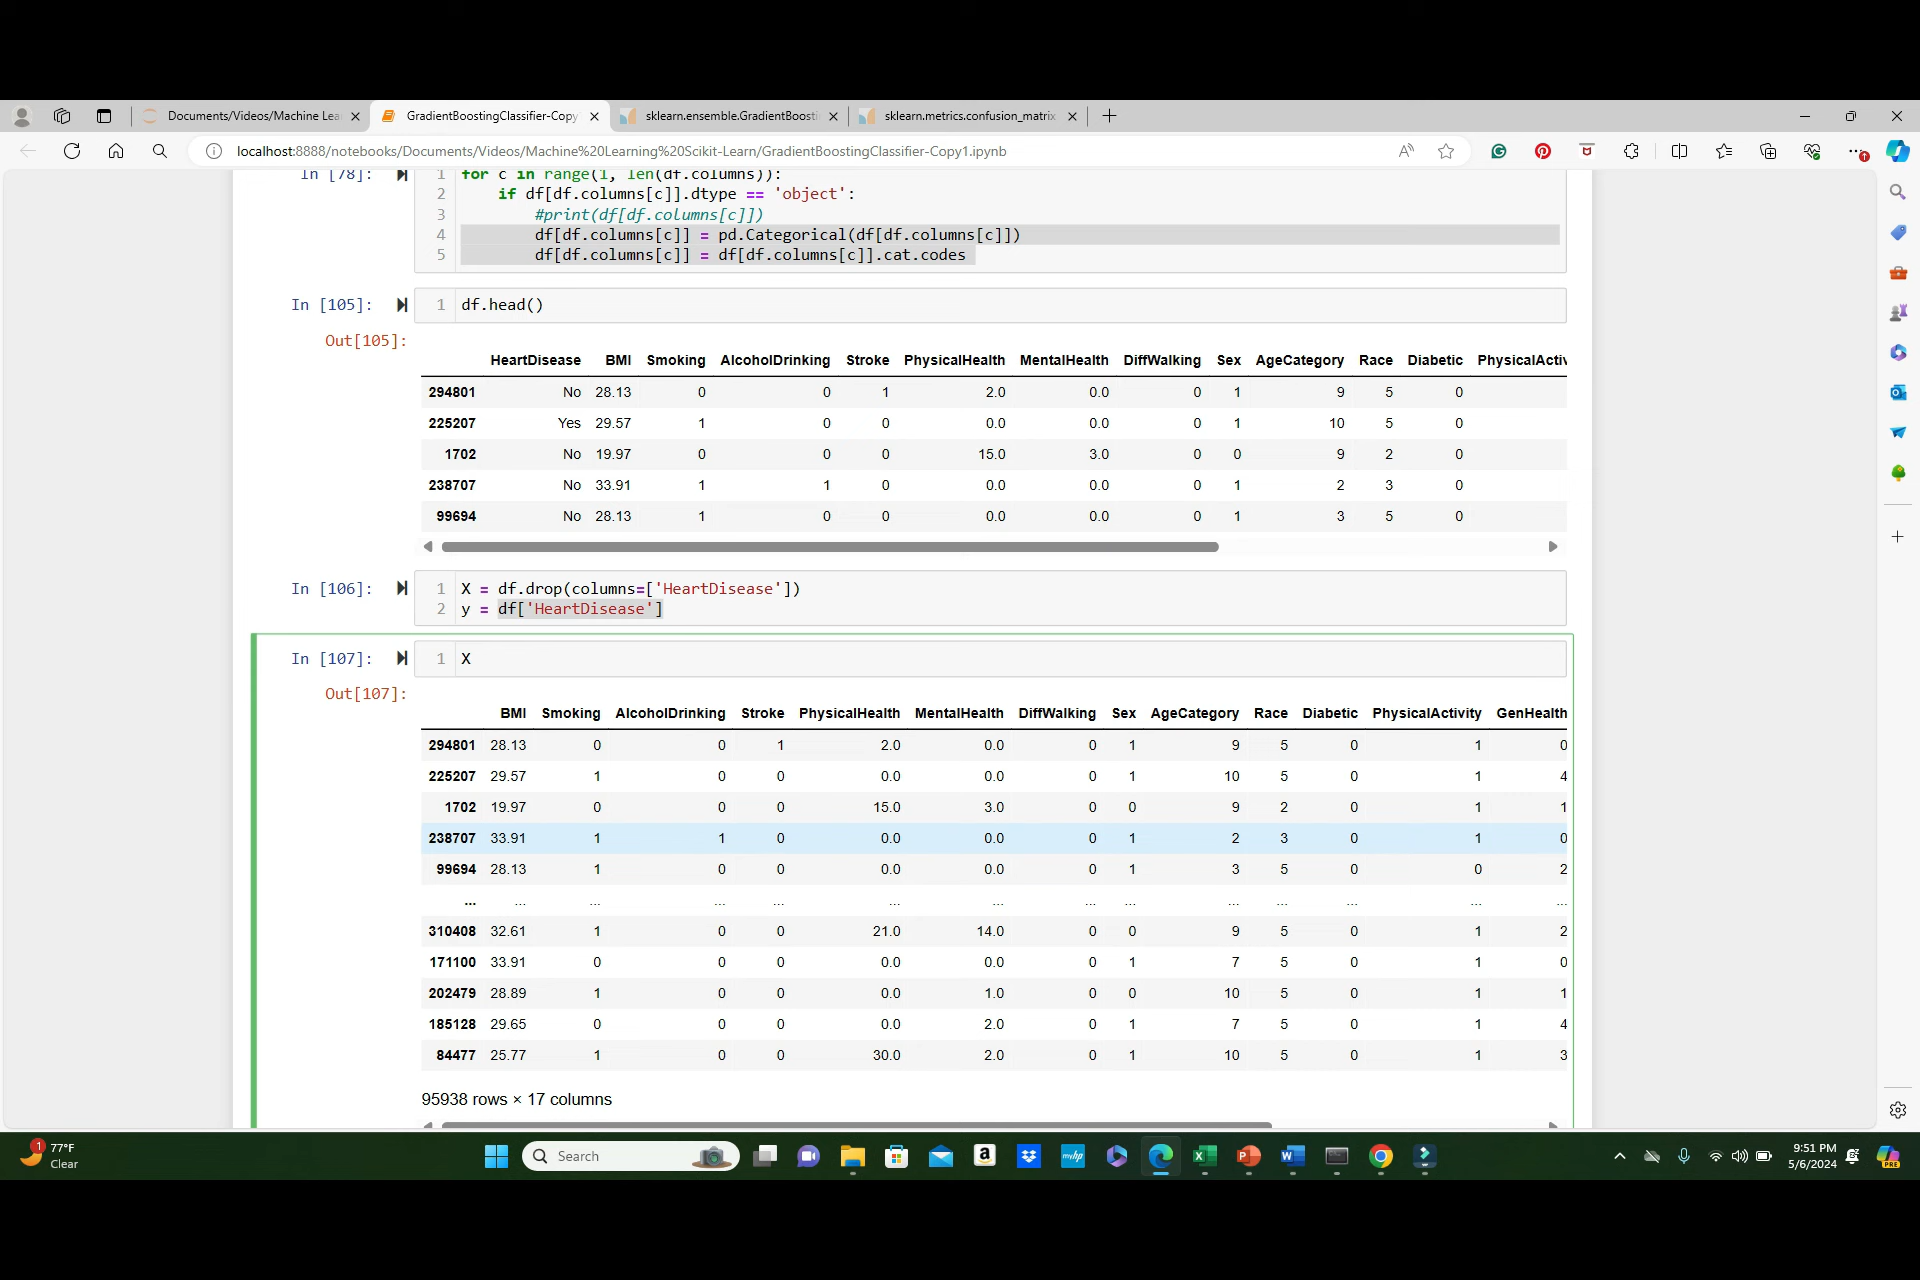 Documents/Videos/Machine Lea
GradientBoostingClassifier-Copy
sklearn.ensemble.GradientBoosti
sklearn.metrics.confusion_matrix
localhost:8888/notebooks/Documents/Videos/Machine%20Learning%20Scikit-Learn/GradientBoostingClassifier-Copy1.ipynb
In [78]:
1 for c in range(1, len(df.columns)):
2 if df[df.columns[c]].dtype == 'object':
3 #print(df[df.columns[c]])
4 df[df.columns[c]] = pd.Categorical(df[df.columns[c]])
5 df[df.columns[c]] = df[df.columns[c]].cat.codes
In [105]: 1 df.head()
Out[105]:
HeartDisease BMI Smoking AlcoholDrinking Stroke PhysicalHealth MentalHealth DiffWalking Sex AgeCategory Race Diabetic PhysicalActiv
294801 No 28.13 0 0 1 2.0 0.0 0 1 9 5 0
225207 Yes 29.57 1 0 0 0.0 0.0 0 1 10 5 0
1702 No 19.97 0 0 0 15.0 3.0 0 0 9 2 0
238707 No 33.91 1 1 0 0.0 0.0 0 1 2 3 0
99694 No 28.13 1 0 0 0.0 0.0 0 1 3 5 0
In [106]: 1 X = df.drop(columns=['HeartDisease'])
2 y = df['HeartDisease']
In [107]: 1 X
Out[107]:
BMI Smoking AlcoholDrinking Stroke PhysicalHealth MentalHealth DiffWalking Sex AgeCategory Race Diabetic PhysicalActivity GenHealth
294801 28.13 0 0 1 2.0 0.0 0 1 9 5 0 1 0
225207 29.57 1 0 0 0.0 0.0 0 1 10 5 0 1 4
1702 19.97 0 0 0 15.0 3.0 0 0 9 2 0 1 1
238707 33.91 1 1 0 0.0 0.0 0 1 2 3 0 1 0
99694 28.13 1 0 0 0.0 0.0 0 1 3 5 0 0 2
... ... ... ... ... ... ... ... ... ... ... ... ... ...
310408 32.61 1 0 0 21.0 14.0 0 0 9 5 0 1 2
171100 33.91 0 0 0 0.0 0.0 0 1 7 5 0 1 0
202479 28.89 1 0 0 0.0 1.0 0 0 10 5 0 1 1
185128 29.65 0 0 0 0.0 2.0 0 1 7 5 0 1 4
84477 25.77 1 0 0 30.0 2.0 0 1 10 5 0 1 3
95938 rows × 17 columns
1
77°F
Clear
Search
myhp
9:51 PM
5/6/2024
PRE